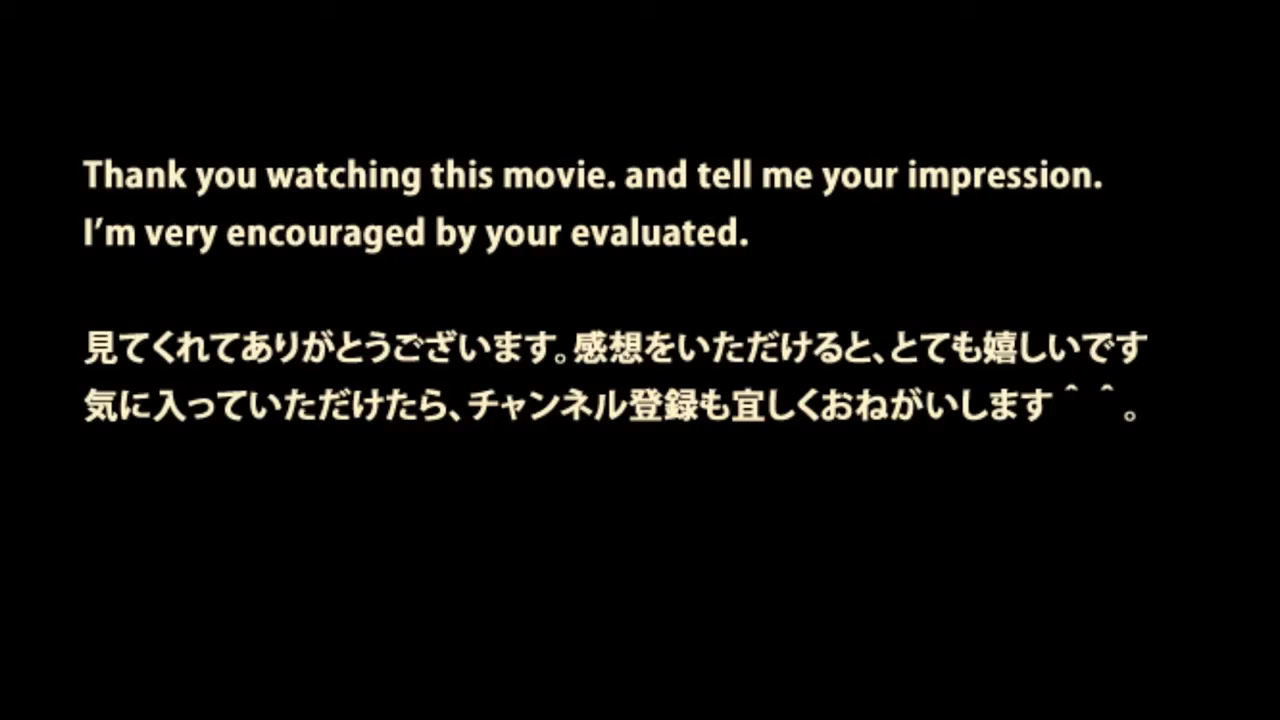 Thank you watching this movie. and tell me your impression.
I’m very encouraged by your evaluated.
見てくれてありがとうございます。感想をいただけると、とても嬉しいです
気に入っていただけたら、チャンネル登録も宜しくおねがいします＾＾。